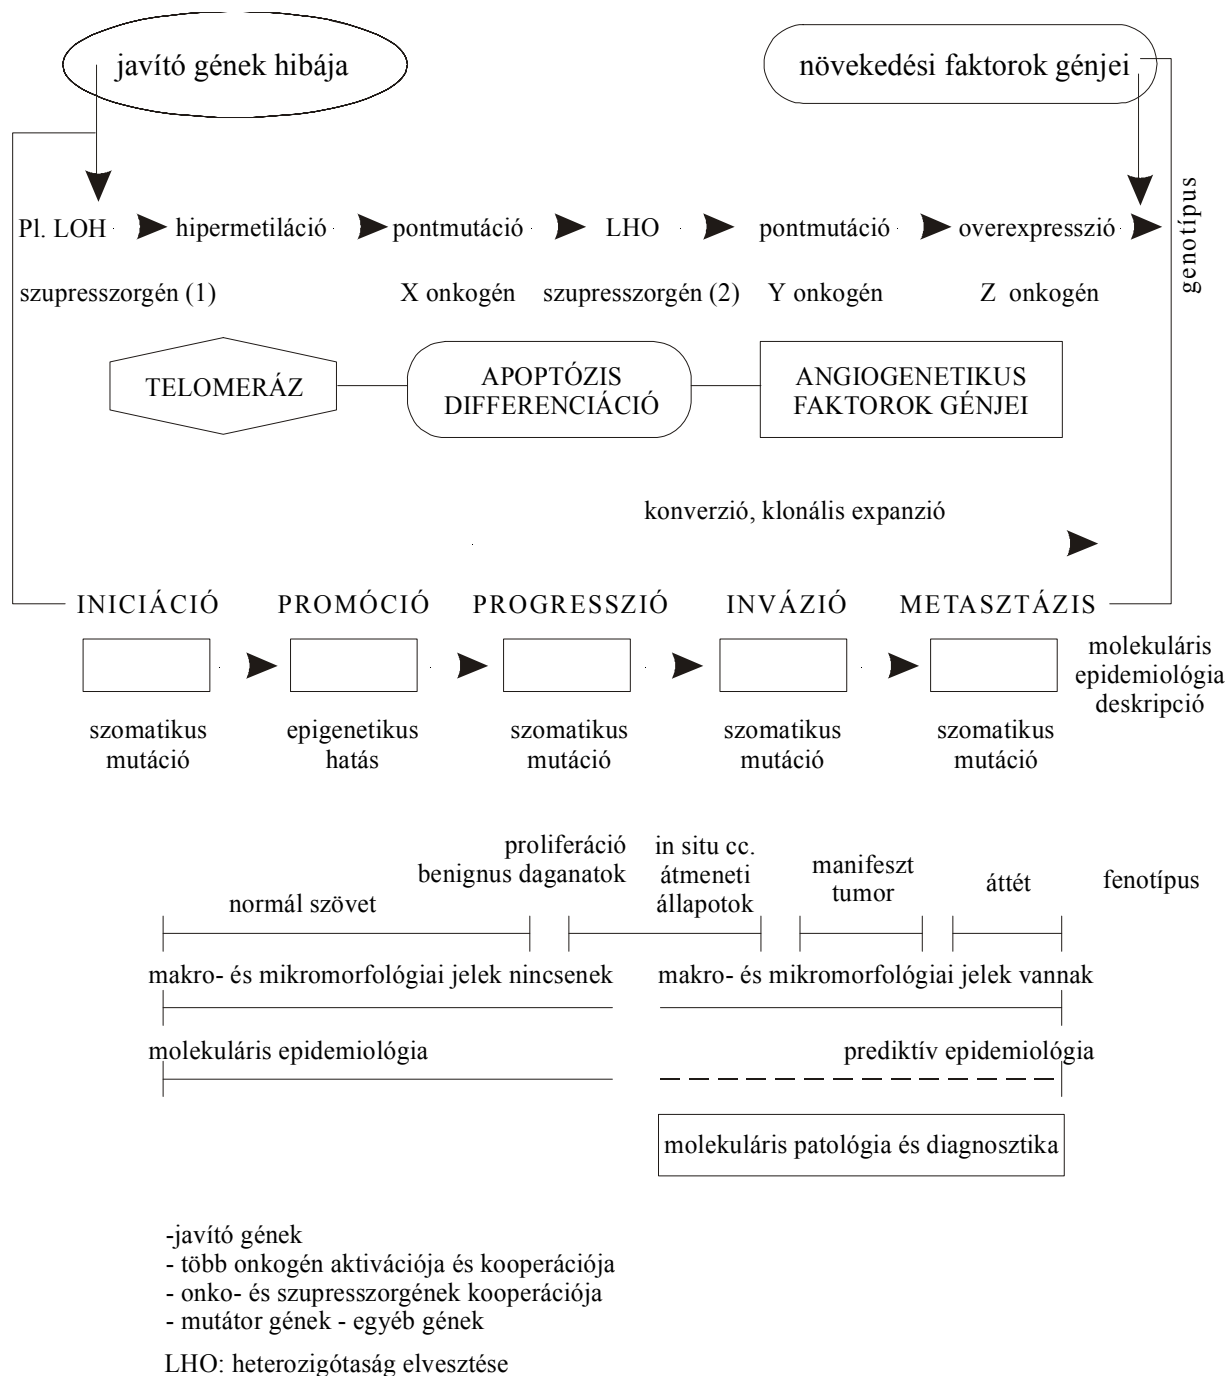 javító gének hibája
növekedési faktorok génjei
genotípus
Pl. LOH hipermetiláció pontmutáció LHO pontmutáció overexpresszió
szupresszorgén (1) X onkogén szupresszorgén (2) Y onkogén Z onkogén
TELOMERÁZ
APOPTÓZIS
DIFFERENCIÁCIÓ
ANGIOGENETIKUS
FAKTOROK GÉNJEI
konverzió, klonális expanzió
INICIÁCIÓ PROMÓCIÓ PROGRESSZIÓ INVÁZIÓ METASZTÁZIS
molekuláris
epidemiológia
deskripció
szomatikus
mutáció
epigenetikus
hatás
szomatikus
mutáció
szomatikus
mutáció
szomatikus
mutáció
normál szövet
proliferáció
benignus daganatok
in situ cc.
átmeneti
állapotok
manifeszt
tumor
áttét
fenotípus
makro- és mikromorfológiai jelek nincsenek
makro- és mikromorfológiai jelek vannak
molekuláris epidemiológia
prediktív epidemiológia
molekuláris patológia és diagnosztika
-javító gének
- több onkogén aktivációja és kooperációja
- onko- és szupresszorgének kooperációja
- mutátor gének - egyéb gének
LHO: heterozigótaság elvesztése